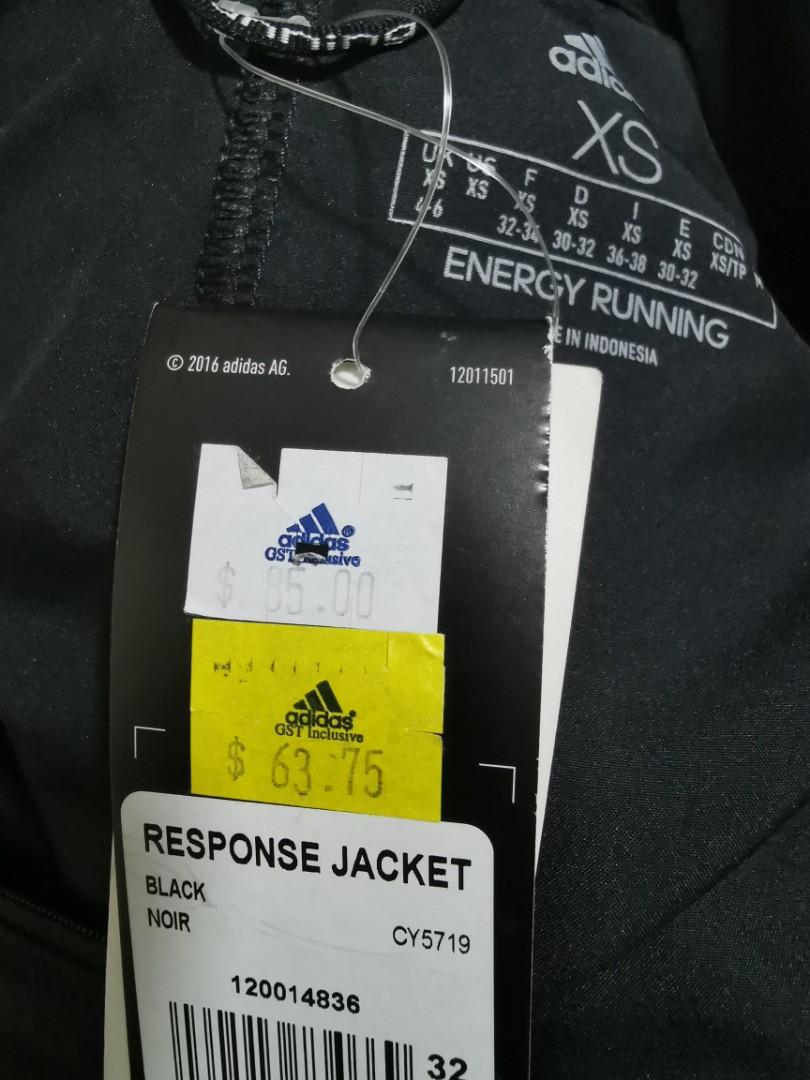 adidas
XS
UK US F D I E CDN
XS XS XS XS XS XS XS/TP
4-6 32-34 30-32 36-38 30-32
ENERGY RUNNING
IN INDONESIA
© 2016 adidas AG.
12011501
adidas
GST
$ 85.00
adidas
GST Inclusive
$ 63.75
RESPONSE JACKET
BLACK
NOIR
CY5719
120014836
32